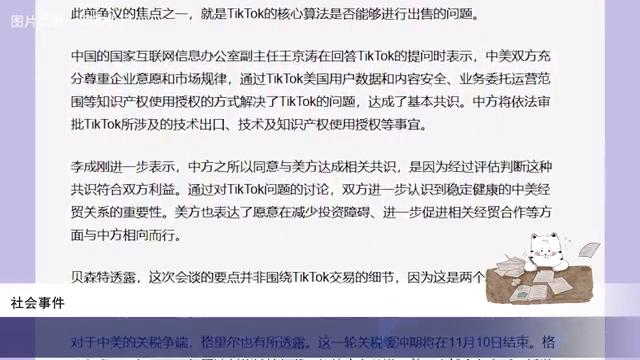 此前争议的焦点之一，就是TikTok的核心算法是否能够进行出售的问题。
中国的国家互联网信息办公室副主任王京涛在回答TikTok的提问时表示，中美双方充
分尊重企业意愿和市场规律，通过TikTok美国用户数据和内容安全、业务委托运营范
围等知识产权使用授权的方式解决了TikTok的问题，达成了基本共识。中方将依法审
批TikTok所涉及的技术出口、技术及知识产权使用授权等事宜。
李成刚进一步表示，中方之所以同意与美方达成相关共识，是因为经过评估判断这种
共识符合双方利益。通过对TikTok问题的讨论，双方进一步认识到稳定健康的中美经
贸关系的重要性。美方也表达了愿意在减少投资障碍、进一步促进相关经贸合作等方
面与中方相向而行。
贝森特透露，这次会谈的要点并非围绕TikTok交易的细节，因为这是两个
社会事件
对于中美的关税争端，格里尔也有所透露。这一轮关税缓冲期将在11月10日结束。格